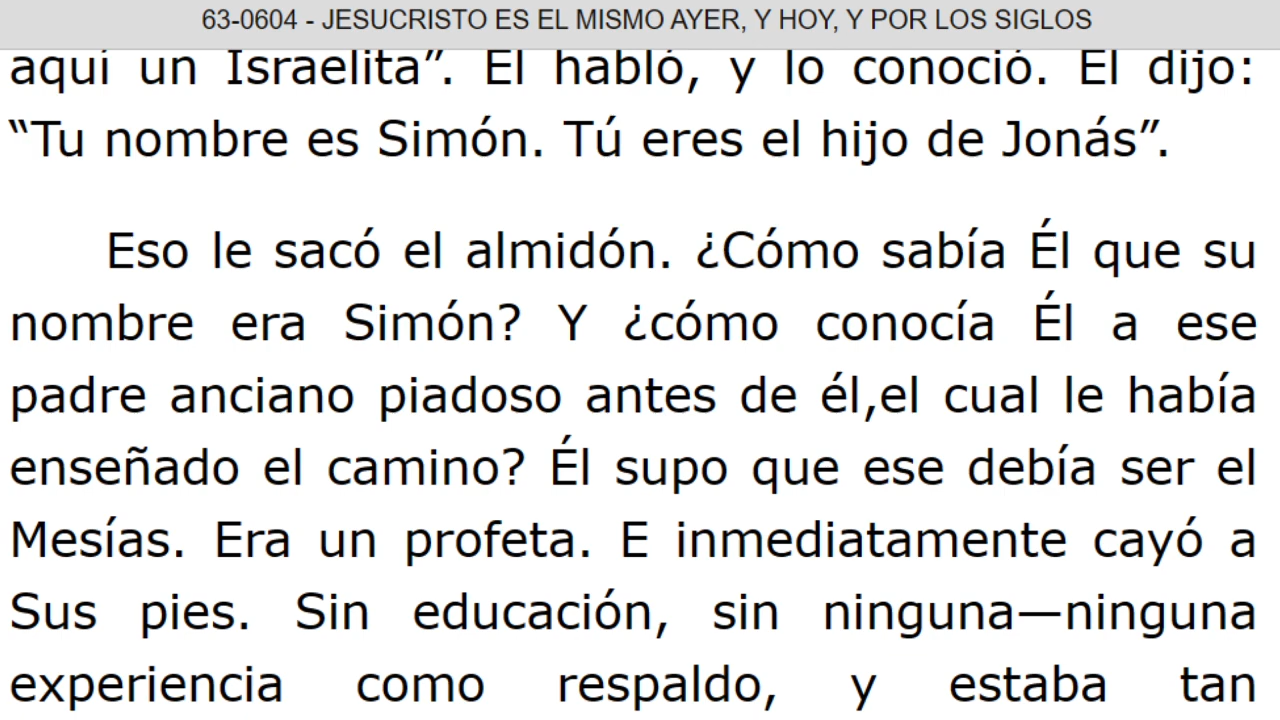 63-0604 - JESUCRISTO ES EL MISMO AYER, Y HOY, Y POR LOS SIGLOS
aquí un Israelita”. Él habló, y lo conoció. Él dijo:
“Tu nombre es Simón. Tú eres el hijo de Jonás”.
Eso le sacó el almidón. ¿Cómo sabía Él que su
nombre era Simón? Y ¿cómo conocía Él a ese
padre anciano piadoso antes de él,el cual le había
enseñado el camino? Él supo que ese debía ser el
Mesías. Era un profeta. E inmediatamente cayó a
Sus pies. Sin educación, sin ninguna—ninguna
experiencia como respaldo, y estaba tan